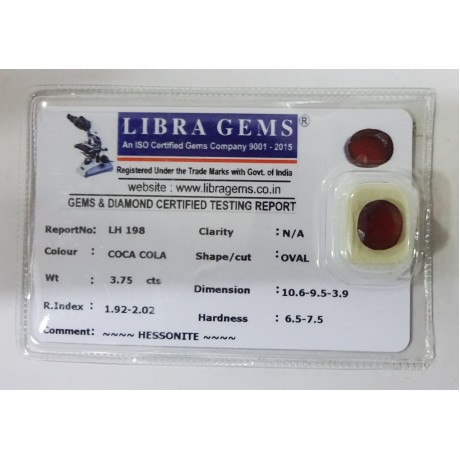 LIBRA GEMS ®
An ISO Certified Gems Company 9001 - 2015
Registered Under the Trade Marks with Govt. of India
website : www.libragems.co.in
GEMS & DIAMOND CERTIFIED TESTING REPORT
ReportNo: LH 198 Clarity : N/A
Colour : COCA COLA Shape/cut : OVAL
Wt : 3.75 cts Dimension : 10.6-9.5-3.9
R.Index : 1.92-2.02 Hardness : 6.5-7.5
Comment: ~~~~ HESSONITE ~~~~